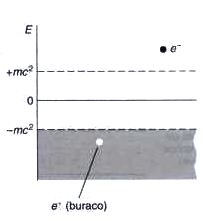 E
e⁻
+mc²
0
−mc²
e⁺ (buraco)